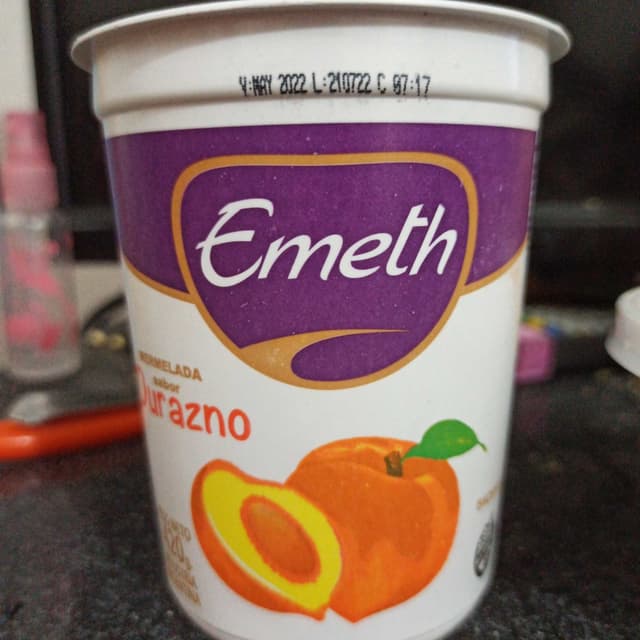 V:MAY 2022 L:210722 C 07:17
Emeth
MERMELADA
sabor
Durazno